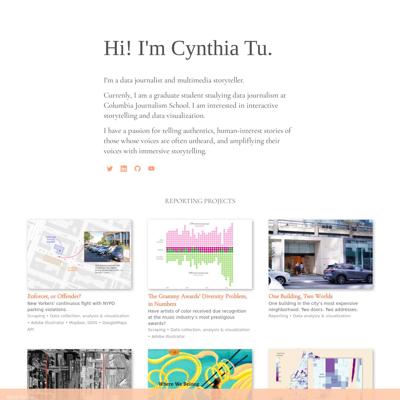 Hi! I'm Cynthia Tu.
I'm a data journalist and multimedia storyteller.
Currently, I am a graduate student studying data journalism at
Columbia Journalism School. I am interested in interactive
storytelling and data visualization.
I have a passion for telling authentics, human-interest stories of
those whose voices are often unheard, and amplifiying their
voices with immersive storytelling.
REPORTING PROJECTS
Enforcer, or Offender?
New Yorkers' continuous fight with NYPD
parking violations.
Scraping • Data collection, analysis & visualization
• Adobe Illustrator • Mapbox, QGIS • GoogleMaps
API
The Grammy Awards' Diversity Problem,
in Numbers
Have artists of color received due recognition
at the music industry's most prestigious
awards?
Scraping • Data collection, analysis & visualization
• Adobe Illustrator
One Building, Two Worlds
One building in the city's most expensive
neighborhood. Two doors. Two addresses.
Reporting • Data analysis & visualization
Where We Belong